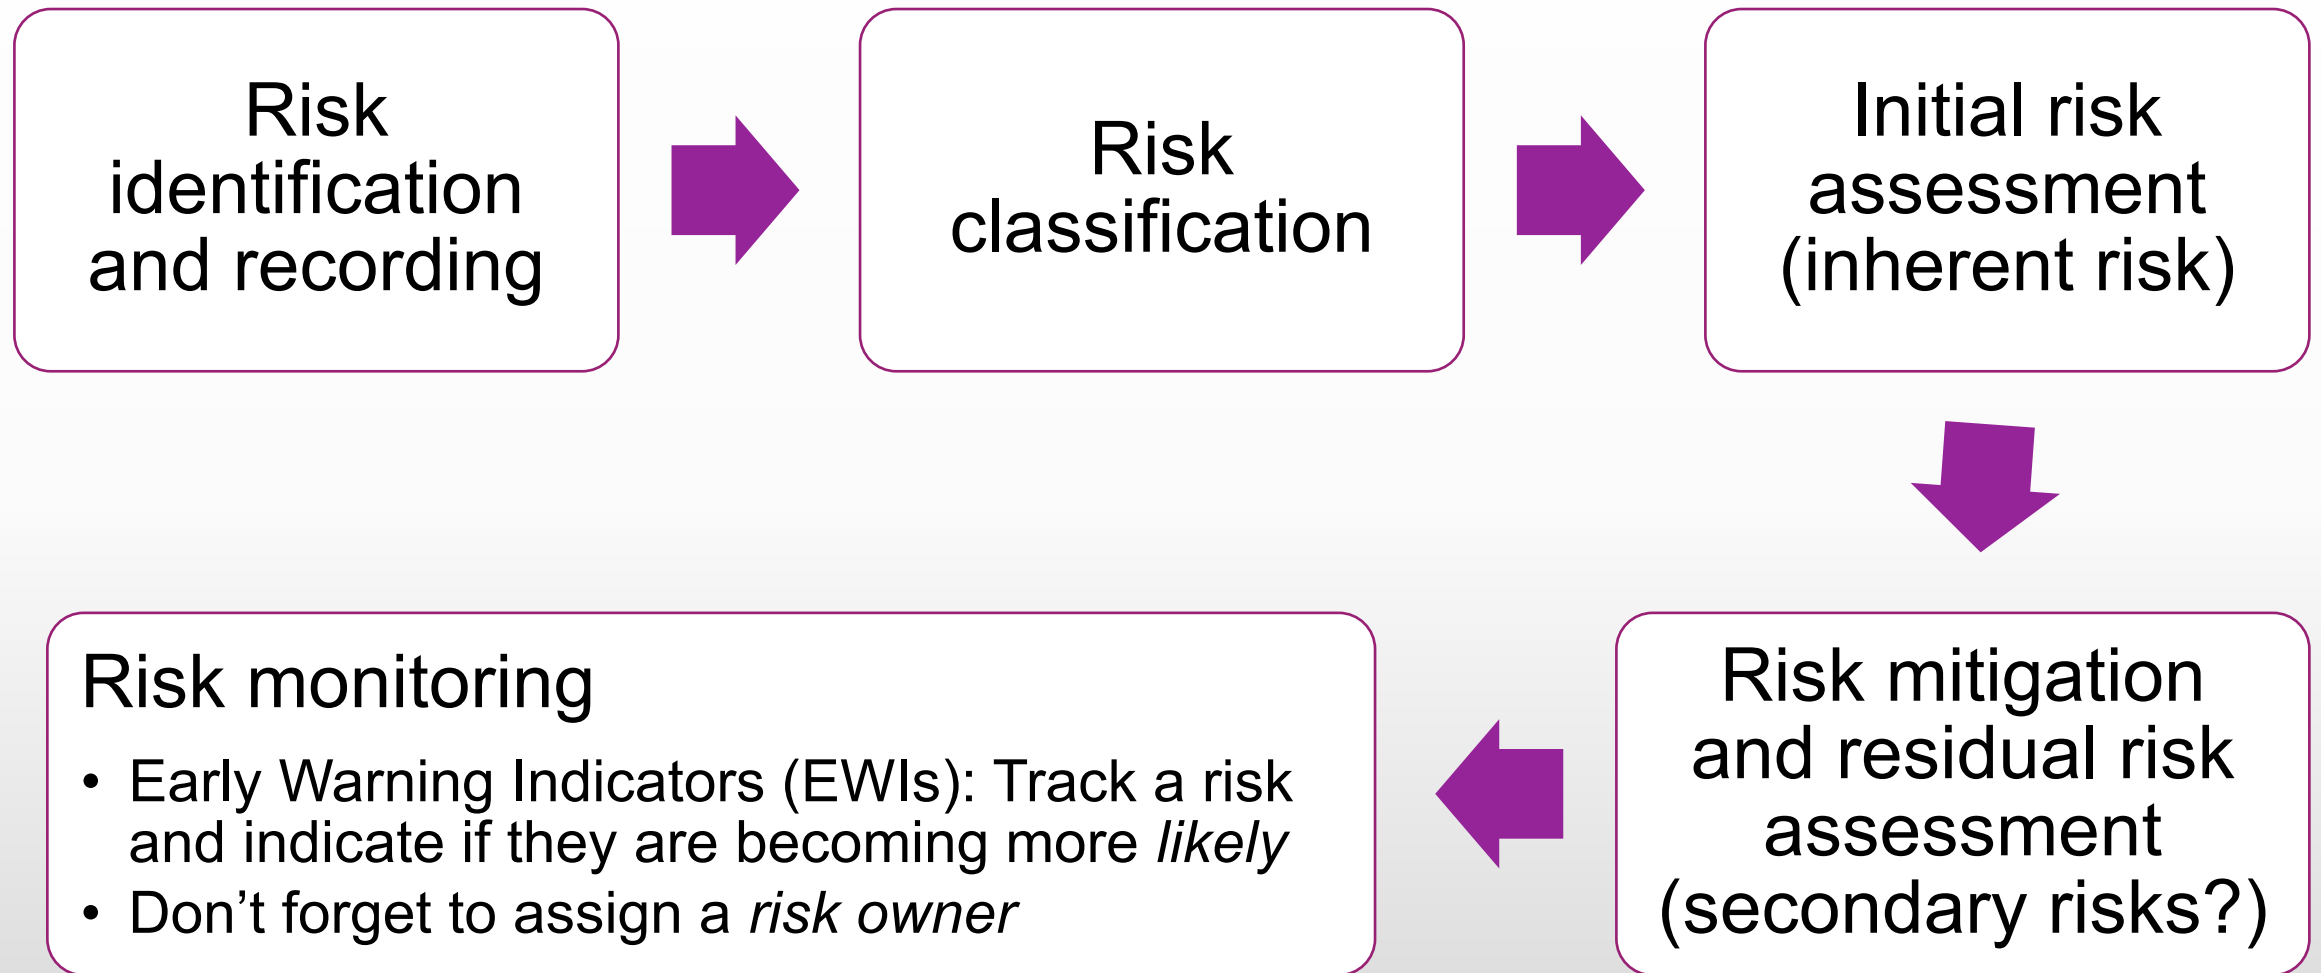 Risk
identification
and recording
Risk
classification
Initial risk
assessment
(inherent risk)
Risk mitigation
and residual risk
assessment
(secondary risks?)
Risk monitoring
• Early Warning Indicators (EWIs): Track a risk
and indicate if they are becoming more likely
• Don’t forget to assign a risk owner